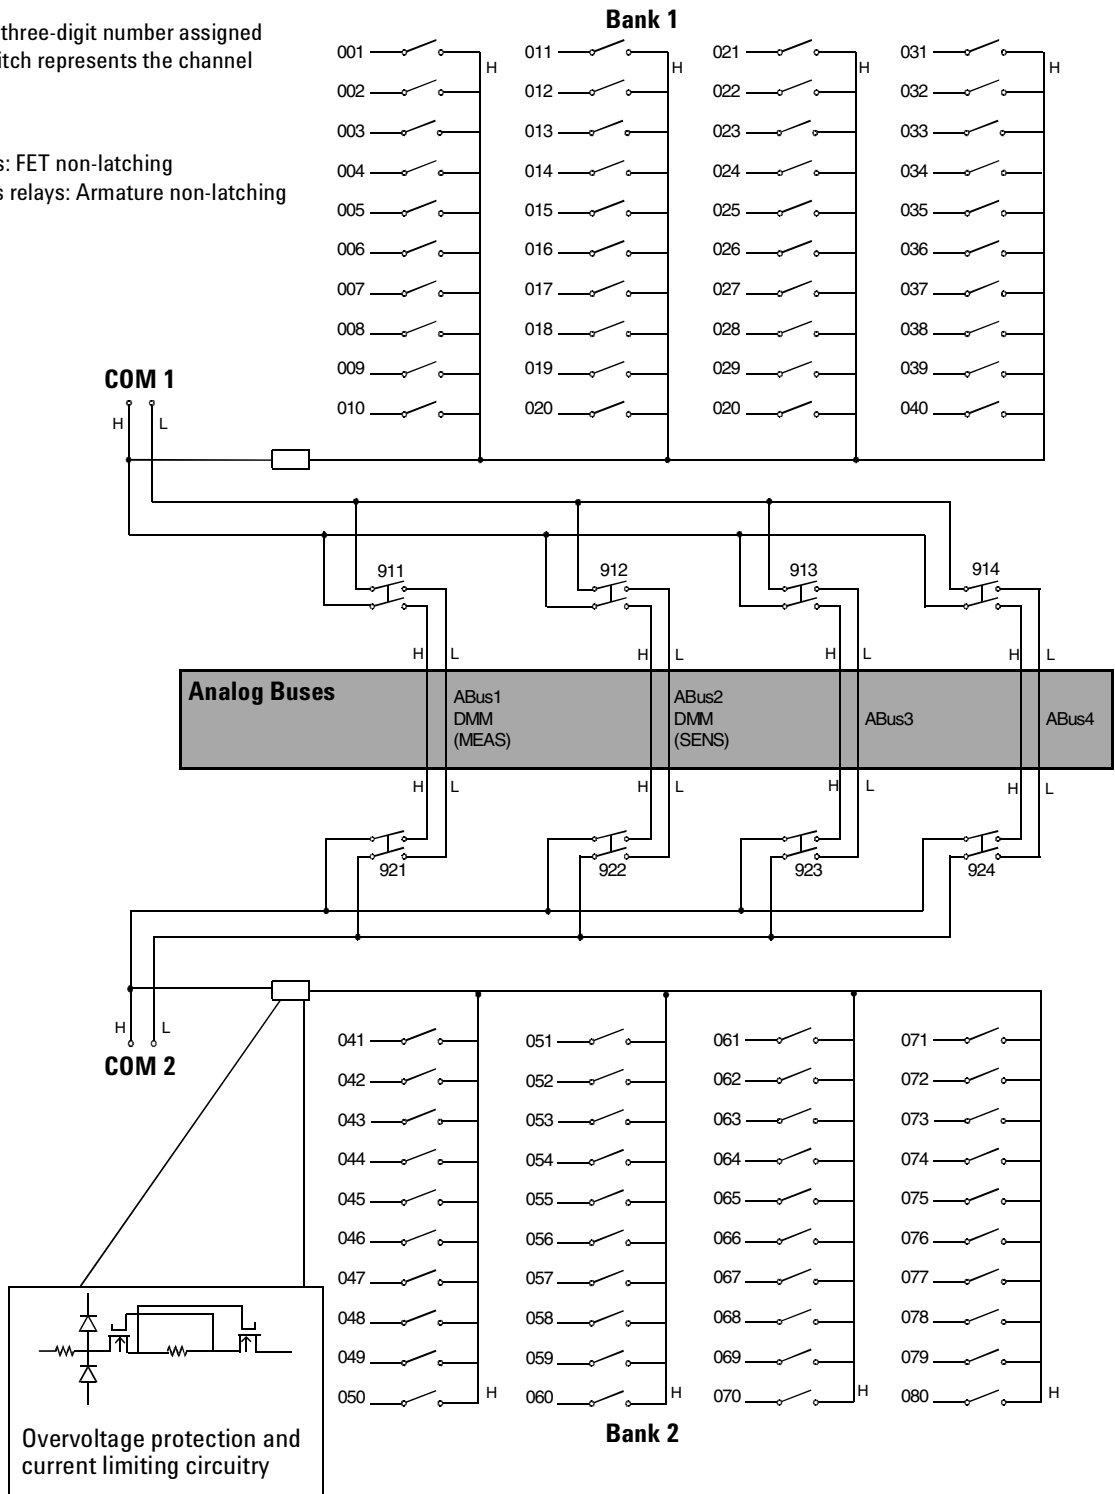 three-digit number assigned
itch represents the channel
s: FET non-latching
s relays: Armature non-latching
Bank 1
001 011 021 031
H H H H
002 012 022 032
003 013 023 033
004 014 024 034
005 015 025 035
006 016 026 036
007 017 027 037
008 018 028 038
009 019 029 039
010 020 020 040
COM 1
H L
911 912 913 914
H L H L H L H L
Analog Buses
ABus1
DMM
(MEAS)
ABus2
DMM
(SENS)
ABus3
ABus4
H L H L H L H L
921 922 923 924
H L
COM 2
041 051 061 071
042 052 062 072
043 053 063 073
044 054 064 074
045 055 065 075
046 056 066 076
047 057 067 077
048 058 068 078
049 059 069 079
050 060 070 080
H H H H
Bank 2
Overvoltage protection and
current limiting circuitry